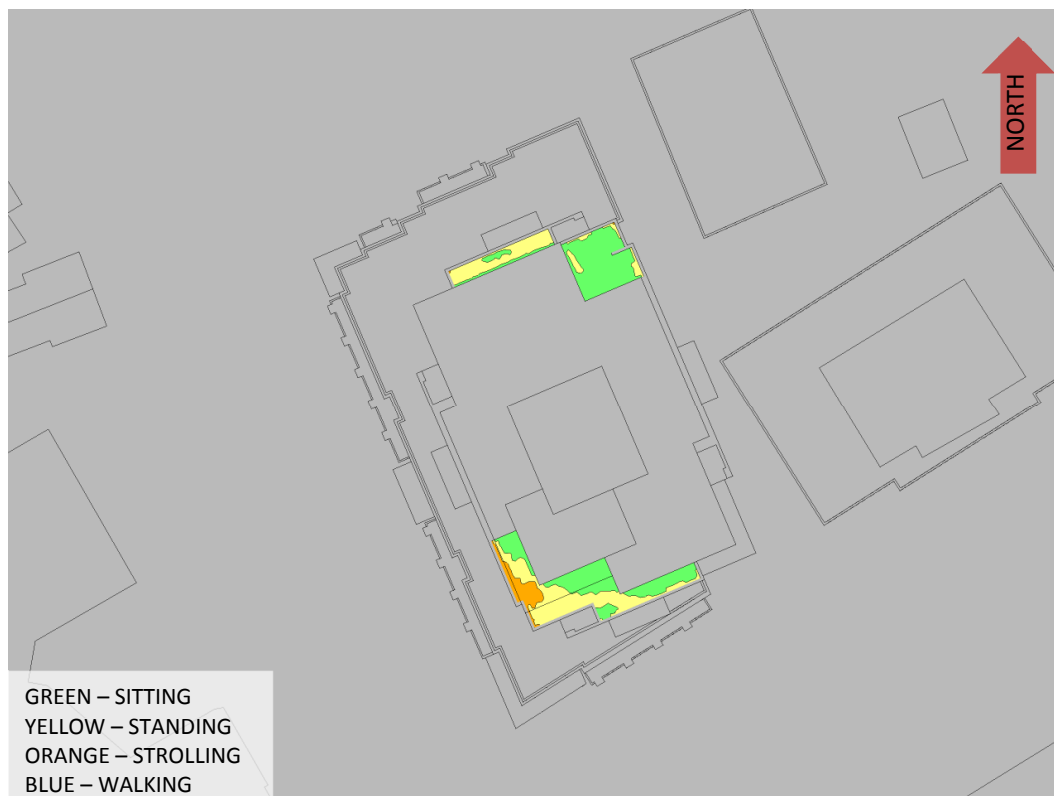 NORTH
GREEN – SITTING
YELLOW – STANDING
ORANGE – STROLLING
BLUE – WALKING